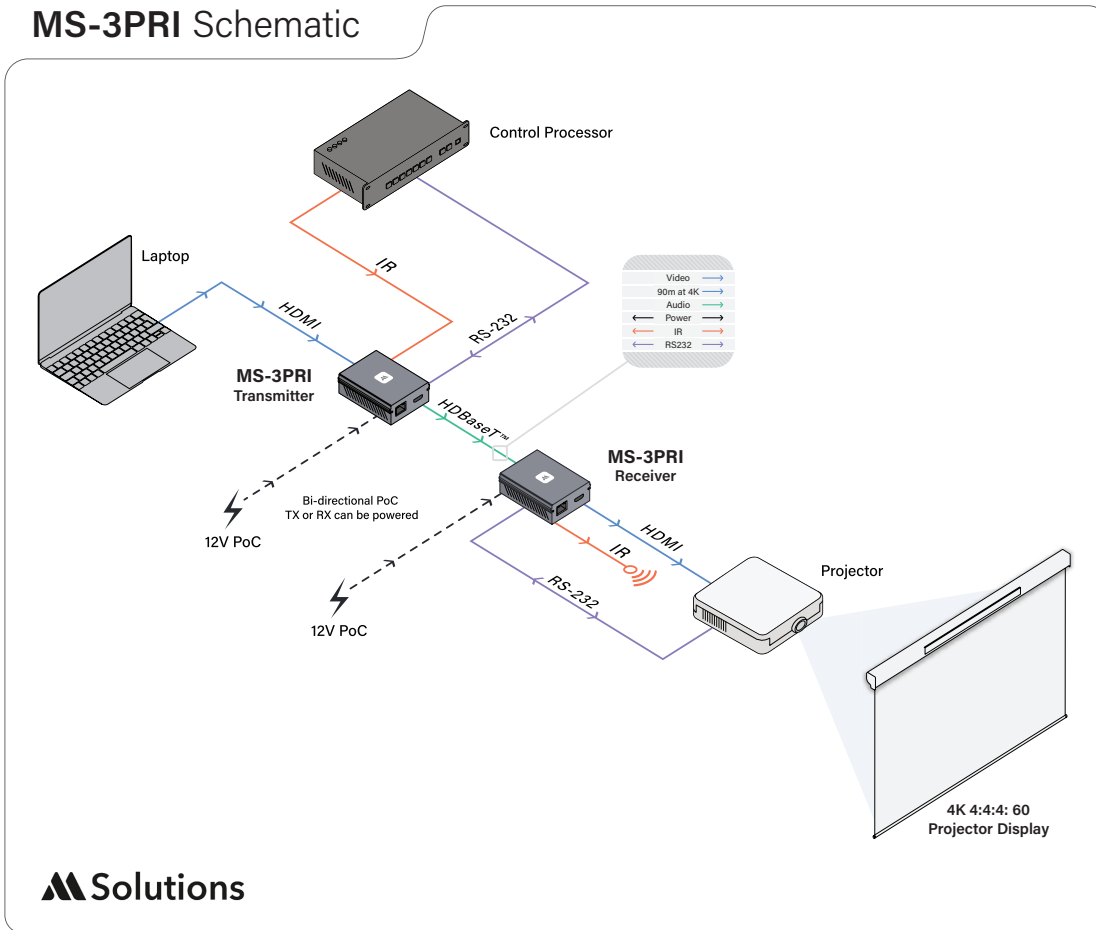 MS-3PRI Schematic
Control Processor
Laptop
IR
HDMI
RS-232
Video
90m at 4K
Audio
Power
IR
RS232
MS-3PRI
Transmitter
HDBaseT™
MS-3PRI
Receiver
Bi-directional PoC
TX or RX can be powered
12V PoC
HDMI
IR
RS-232
Projector
12V PoC
4K 4:4:4: 60
Projector Display
Solutions